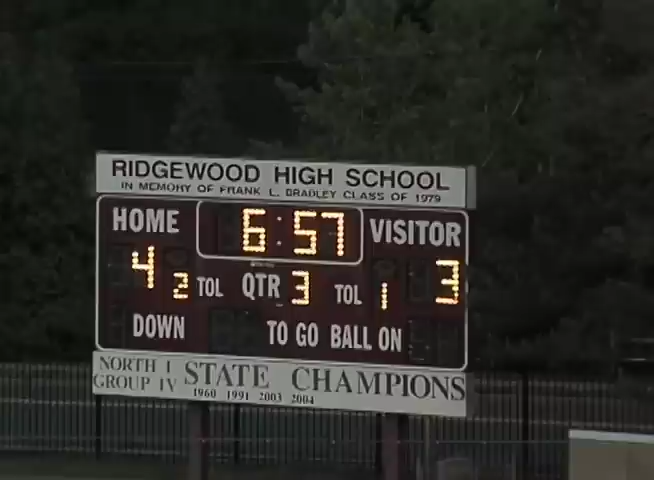 RIDGEWOOD HIGH SCHOOL
IN MEMORY OF FRANK L. BRADLEY CLASS OF 1979
HOME 6:57 VISITOR
4 2 TOL QTR 3 TOL 1 3
DOWN TO GO BALL ON
NORTH I
GROUP IV STATE CHAMPIONS
1960 1991 2003 2004